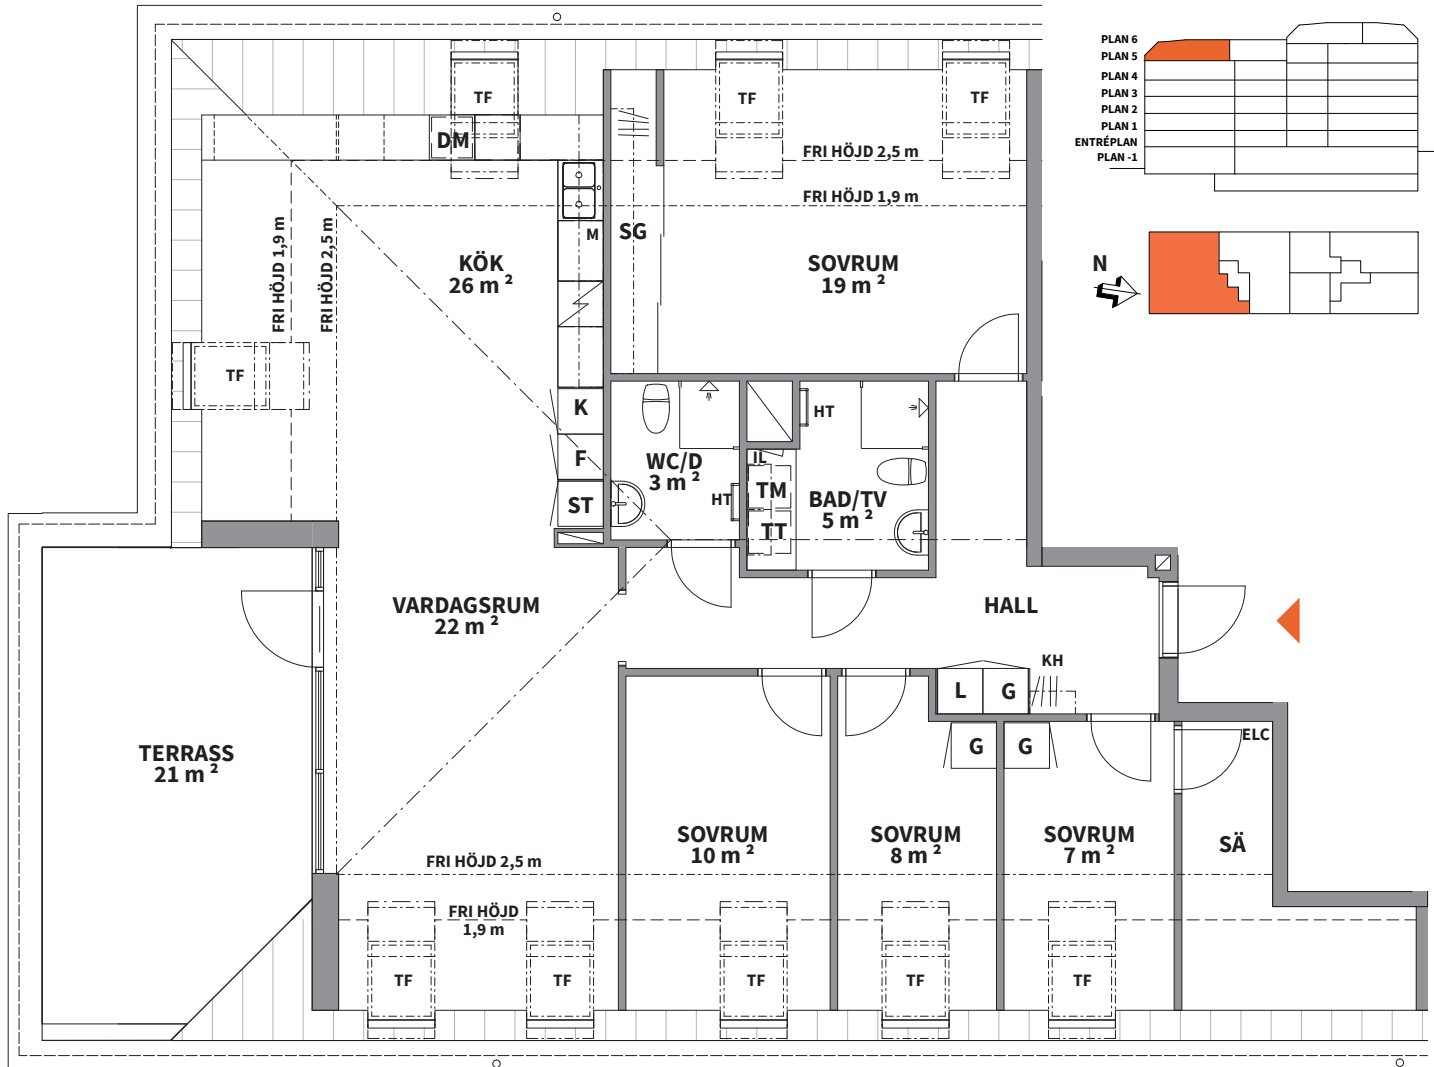 PLAN 6
PLAN 5
PLAN 4
PLAN 3
PLAN 2
PLAN 1
ENTRÉPLAN
PLAN -1
N
TF
TF
TF
DM
FRI HÖJD 2,5 m
FRI HÖJD 1,9 m
FRI HÖJD 1,9 m
FRI HÖJD 2,5 m
M
SG
KÖK
26 m ²
SOVRUM
19 m ²
TF
K
F
ST
HT
WC/D
3 m ²
HT
IL
TM
TT
BAD/TV
5 m ²
VARDAGSRUM
22 m ²
HALL
KH
L
G
G
G
ELC
TERRASS
21 m ²
SOVRUM
10 m ²
SOVRUM
8 m ²
SOVRUM
7 m ²
SÄ
FRI HÖJD 2,5 m
FRI HÖJD
1,9 m
TF
TF
TF
TF
TF